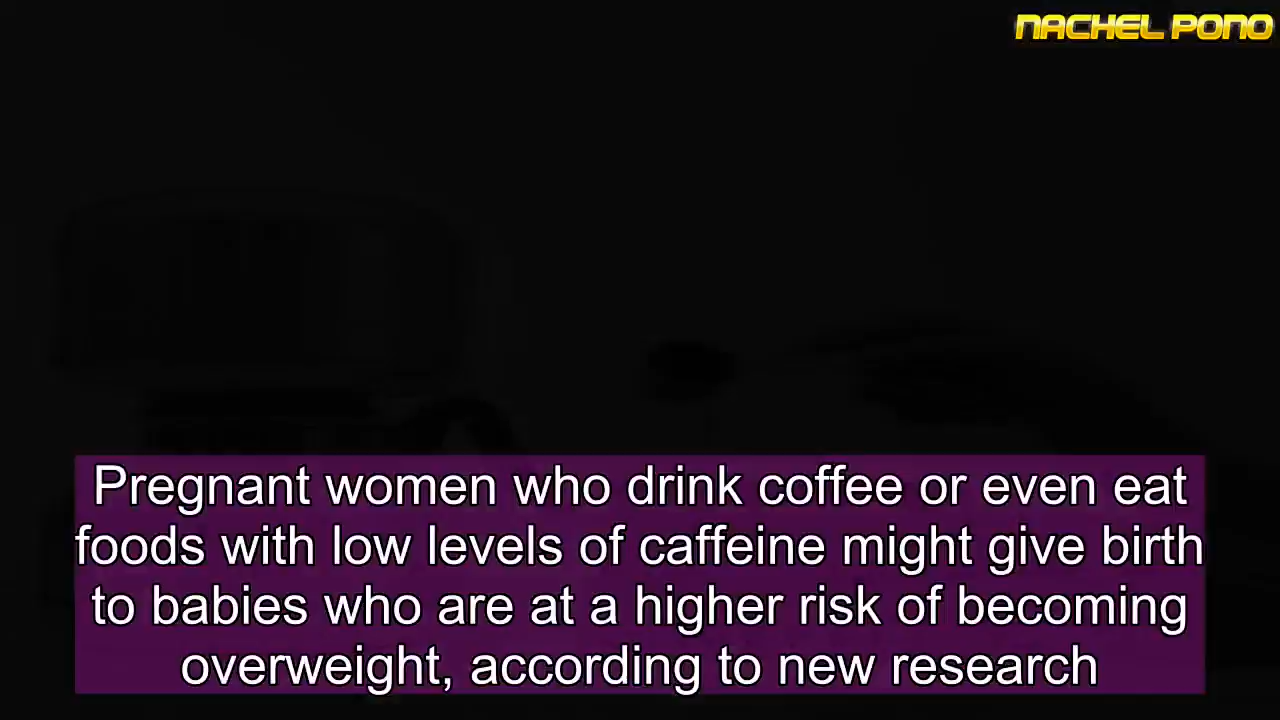 NACHEL PONO
Pregnant women who drink coffee or even eat
foods with low levels of caffeine might give birth
to babies who are at a higher risk of becoming
overweight, according to new research